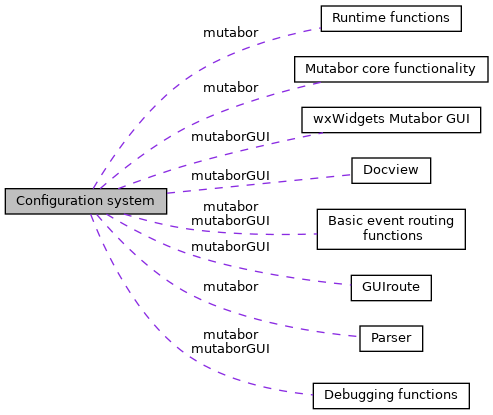 Runtime functions
mutabor
Mutabor core functionality
mutabor
wxWidgets Mutabor GUI
mutaborGUI
Docview
mutaborGUI
Configuration system
mutabor
mutaborGUI
Basic event routing
functions
mutaborGUI
GUIroute
mutabor
Parser
mutabor
mutaborGUI
Debugging functions